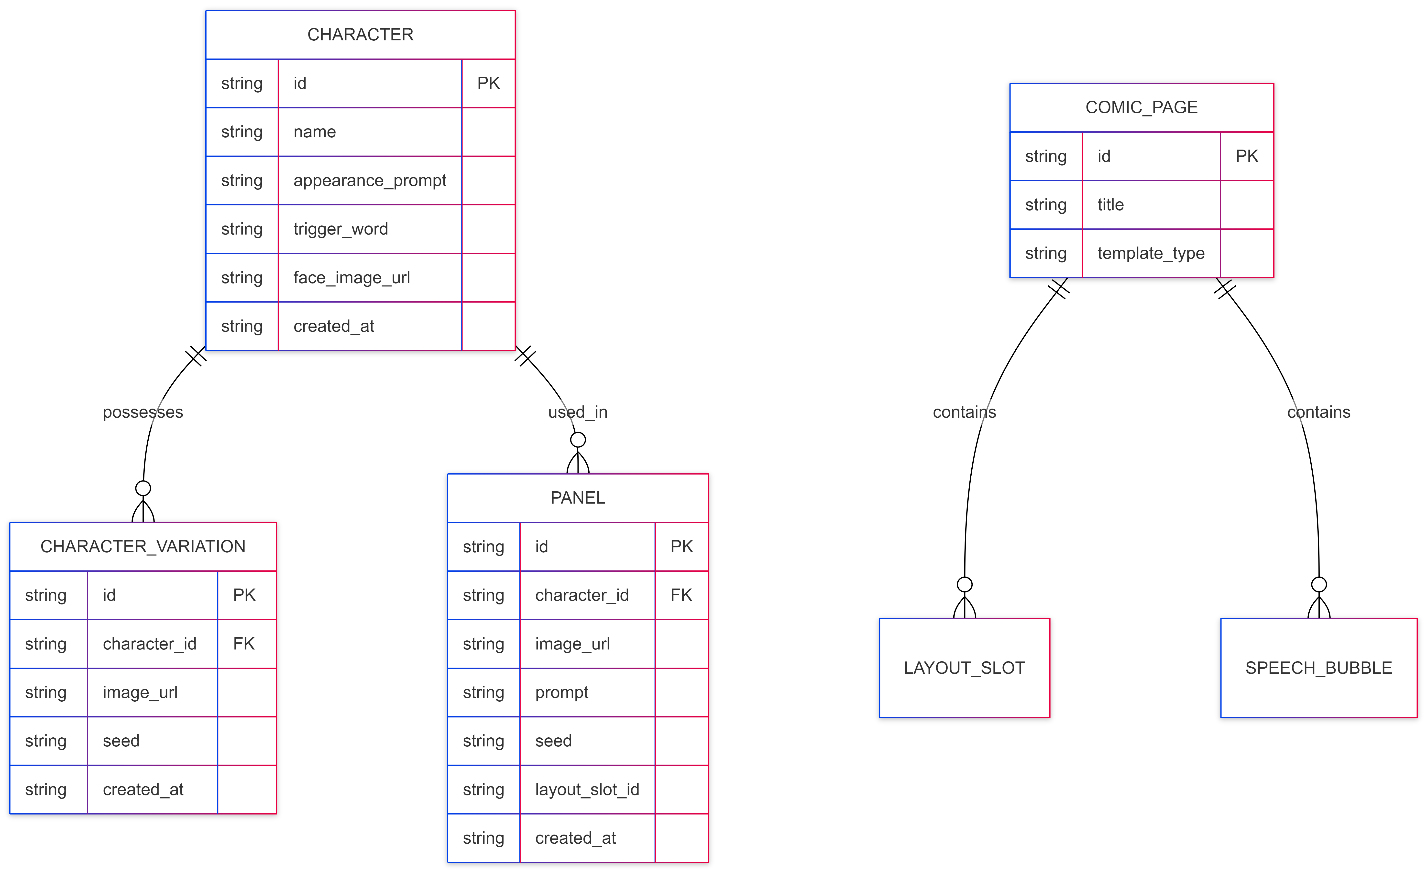 CHARACTER
string id PK
string name
string appearance_prompt
string trigger_word
string face_image_url
string created_at
COMIC_PAGE
string id PK
string title
string template_type
possesses
used_in
contains
contains
CHARACTER_VARIATION
string id PK
string character_id FK
string image_url
string seed
string created_at
PANEL
string id PK
string character_id FK
string image_url
string prompt
string seed
string layout_slot_id
string created_at
LAYOUT_SLOT
SPEECH_BUBBLE